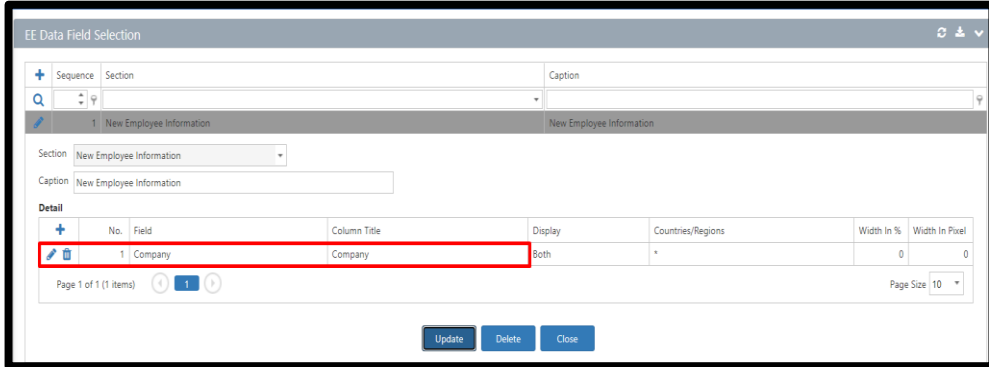 EE Data Field Selection
Sequence Section Caption
1 New Employee Information New Employee Information
Section New Employee Information
Caption New Employee Information
Detail
No. Field Column Title Display Countries/Regions Width In % Width In Pixel
1 Company Company Both * 0 0
Page 1 of 1 (1 items) 1 Page Size 10
Update Delete Close